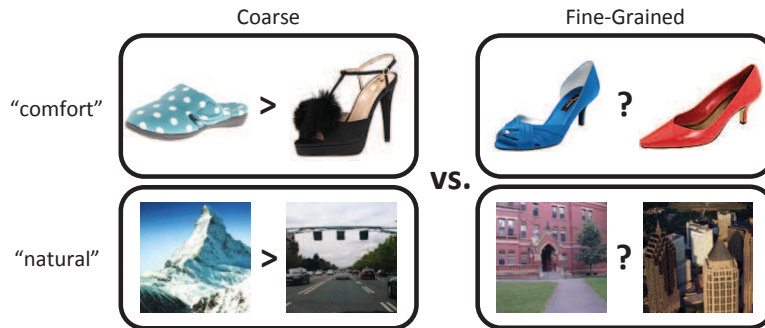 Coarse
Fine-Grained
“comfort”
>
?
vs.
“natural”
>
?